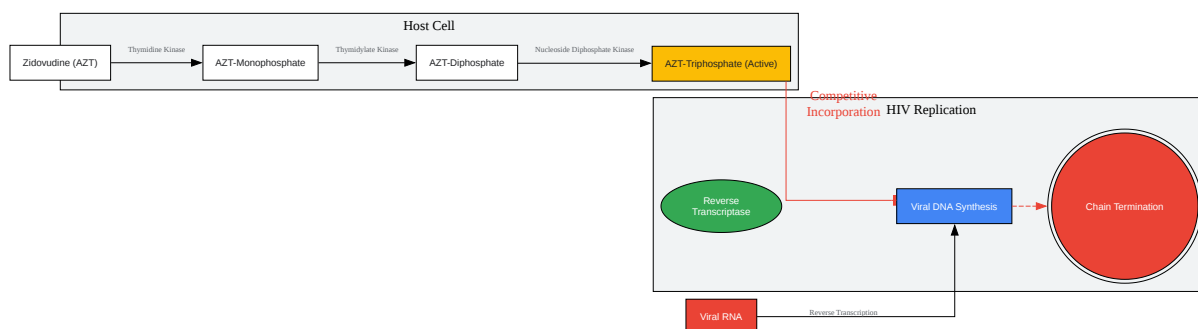 Host Cell
Zidovudine (AZT)
Thymidine Kinase
AZT-Monophosphate
Thymidylate Kinase
AZT-Diphosphate
Nucleoside Diphosphate Kinase
AZT-Triphosphate (Active)
Competitive
Incorporation
HIV Replication
Reverse
Transcriptase
Viral DNA Synthesis
Chain Termination
Viral RNA
Reverse Transcription